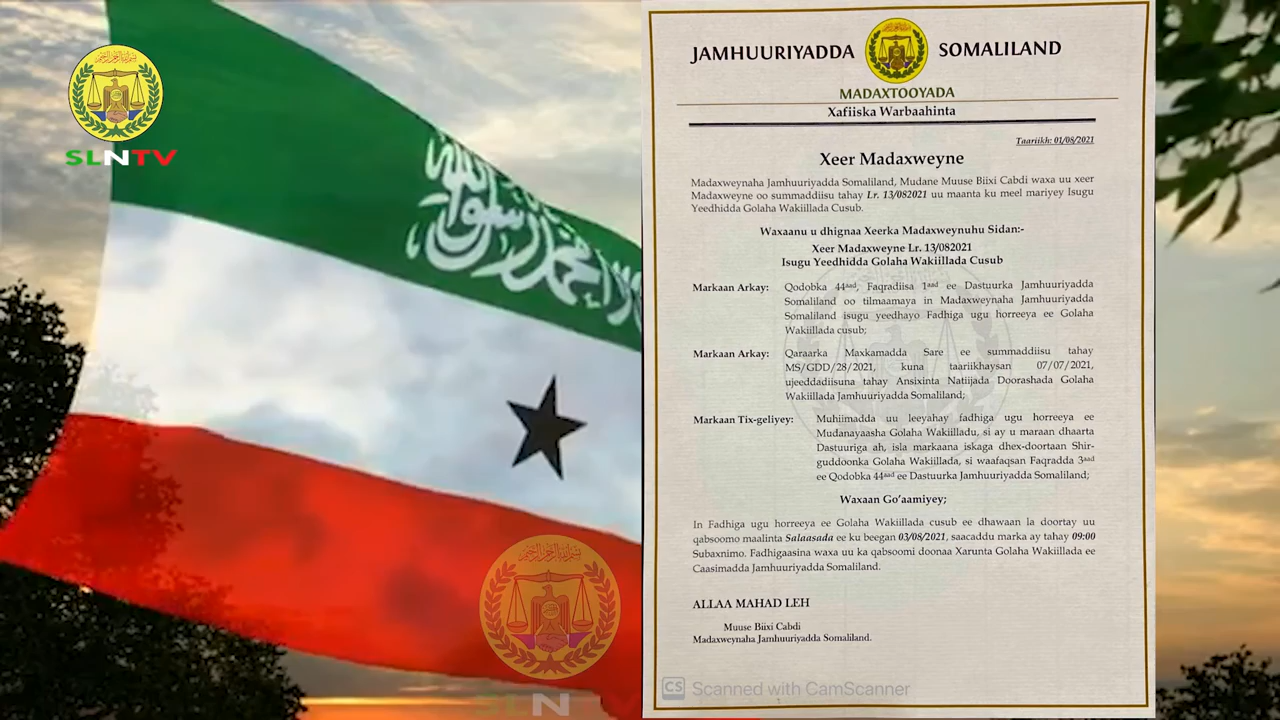 SLNTV
JAMHUURIYADDA SOMALILAND
MADAXTOOYADA
Xafiiska Warbaahinta
Taariikh: 01/08/2021
Xeer Madaxweyne
Madaxweynaha Jamhuuriyadda Somaliland, Mudane Muuse Biixi Cabdi waxa uu xeer
Madaxweyne oo summaddiisu tahay Lr. 13/082021 uu maanta ku meel mariyey Isugu
Yeedhidda Golaha Wakiillada Cusub.
Waxaanu u dhignaa Xeerka Madaxweynuhu Sidan:-
Xeer Madaxweyne Lr. 13/082021
Isugu Yeedhidda Golaha Wakiillada Cusub
Markaan Arkay: Qodobka 44aad, Faqradiisa 1aad ee Dastuurka Jamhuuriyadda
Somaliland oo tilmaamaya in Madaxweynaha Jamhuuriyadda
Somaliland isugu yeedhayo Fadhiga ugu horreeya ee Golaha
Wakiillada cusub;
Markaan Arkay: Qaraarka Maxkamadda Sare ee summaddiisu tahay
MS/GDD/28/2021, kuna taariikhaysan 07/07/2021,
ujeeddadiisuna tahay Ansixinta Natiijada Doorashada Golaha
Wakiillada Jamhuuriyadda Somaliland;
Markaan Tix-geliyey: Muhiimadda uu leeyahay fadhiga ugu horreeya ee
Mudanayaasha Golaha Wakiilladu, si ay u maraan dhaarta
Dastuuriga ah, isla markaana iskaga dhex-doortaan Shir-
guddoonka Golaha Wakiillada, si waafaqsan Faqradda 3aad
ee Qodobka 44aad ee Dastuurka Jamhuuriyadda Somaliland;
Waxaan Go'aamiyey;
In Fadhiga ugu horreeya ee Golaha Wakiillada cusub ee dhawaan la doortay uu
qabsoomo maalinta Salaasada ee ku beegan 03/08/2021, saacaddu marka ay tahay 09:00
Subaxnimo. Fadhigaasina waxa uu ka qabsoomi doonaa Xarunta Golaha Wakiillada ee
Caasimadda Jamhuuriyadda Somaliland.
ALLAA MAHAD LEH
Muuse Biixi Cabdi
Madaxweynaha Jamhuuriyadda Somaliland.
CS Scanned with CamScanner
SLN